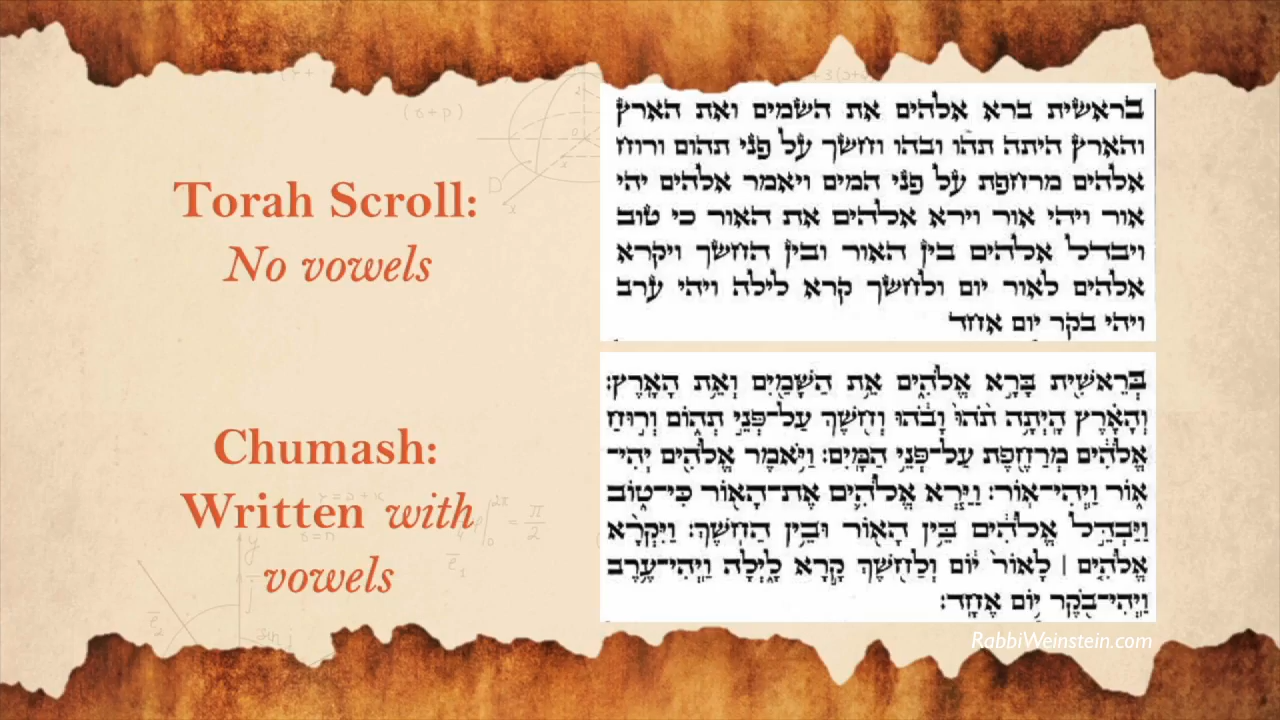 Torah Scroll:
No vowels
בראשית ברא אלהים את השמים ואת הארץ
והארץ היתה תהו ובהו וחשך על פני תהום ורוח
אלהים מרחפת על פני המים ויאמר אלהים יהי
אור ויהי אור וירא אלהים את האור כי טוב
ויבדל אלהים בין האור ובין החשך ויקרא
אלהים לאור יום ולחשך קרא לילה ויהי ערב
ויהי בקר יום אחד
Chumash:
Written with
vowels
בְּרֵאשִׁ֖ית בָּרָ֣א אֱלֹהִ֑ים אֵ֥ת הַשָּׁמַ֖יִם וְאֵ֥ת הָאָֽרֶץ:
וְהָאָ֗רֶץ הָיְתָ֥ה תֹ֙הוּ֙ וָבֹ֔הוּ וְחֹ֖שֶׁךְ עַל־פְּנֵ֣י תְה֑וֹם וְר֣וּחַ
אֱלֹהִ֔ים מְרַחֶ֖פֶת עַל־פְּנֵ֥י הַמָּֽיִם: וַיֹּ֥אמֶר אֱלֹהִ֖ים יְהִי־
א֑וֹר וַֽיְהִי־אֽוֹר: וַיַּ֧רְא אֱלֹהִ֛ים אֶת־הָא֖וֹר כִּי־ט֑וֹב
וַיַּבְדֵּ֣ל אֱלֹהִ֔ים בֵּ֥ין הָא֖וֹר וּבֵ֥ין הַחֹֽשֶׁךְ: וַיִּקְרָ֨א
אֱלֹהִ֤ים | לָאוֹר֙ י֔וֹם וְלַחֹ֖שֶׁךְ קָ֣רָא לָ֑יְלָה וַֽיְהִי־עֶ֥רֶב
וַֽיְהִי־בֹ֖קֶר י֥וֹם אֶחָֽד:
RabbiWeinstein.com